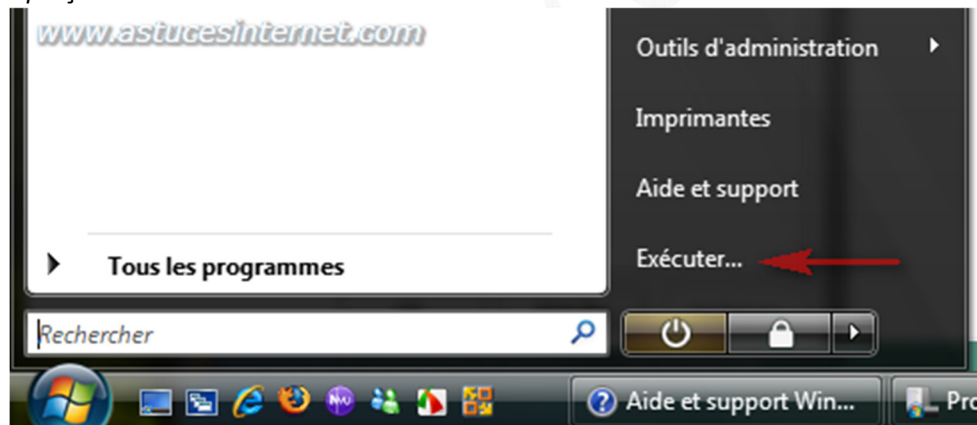 www.astucesinternet.com
Outils d'administration
Imprimantes
Aide et support
Exécuter...
Tous les programmes
Rechercher
Nvu
Aide et support Win...
Pro